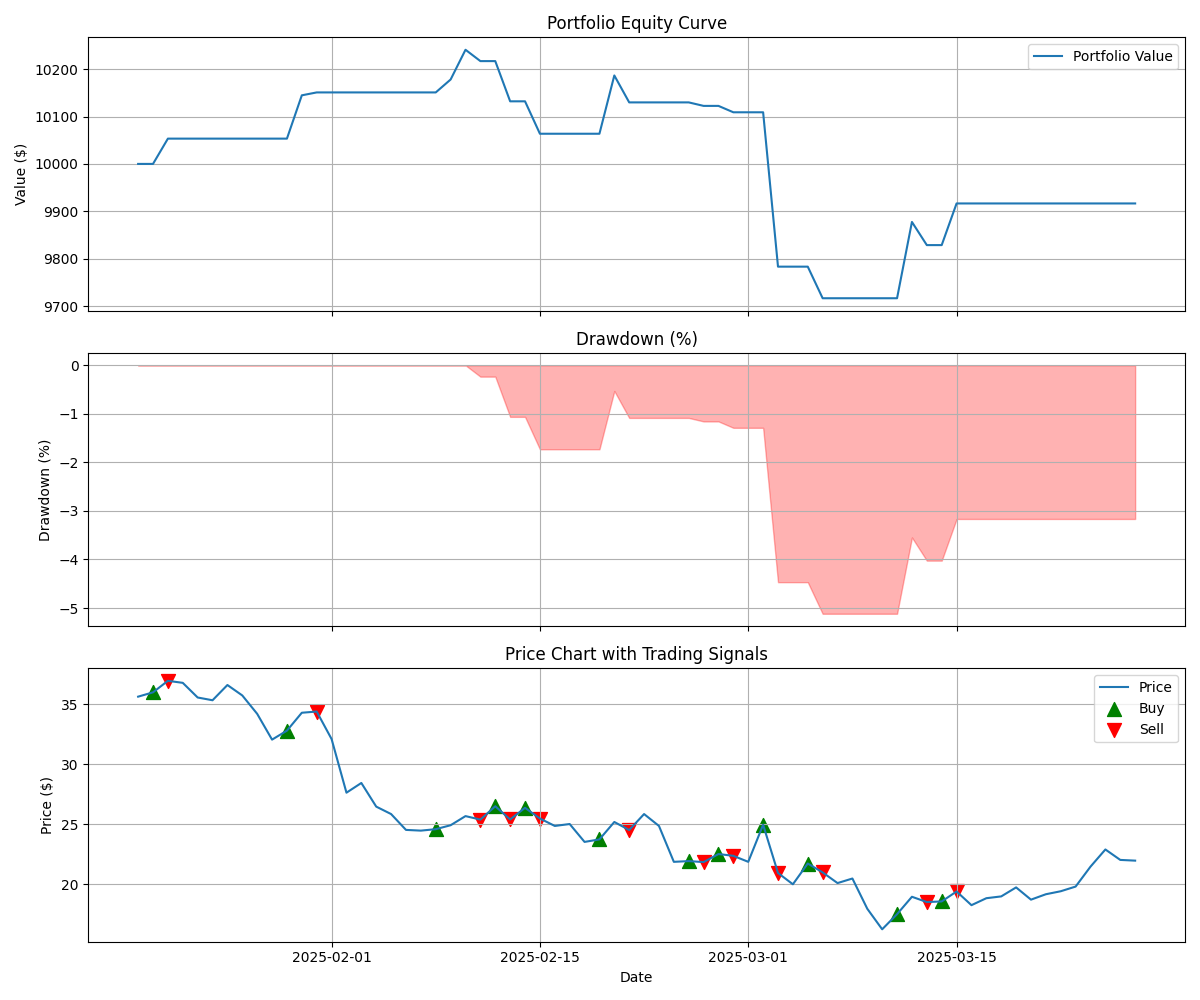 Portfolio Equity Curve
Value ($)
10200
10100
10000
9900
9800
9700
Portfolio Value
Drawdown (%)
Drawdown (%)
0
−1
−2
−3
−4
−5
Price Chart with Trading Signals
Price ($)
35
30
25
20
Price
Buy
Sell
2025-02-01
2025-02-15
2025-03-01
2025-03-15
Date